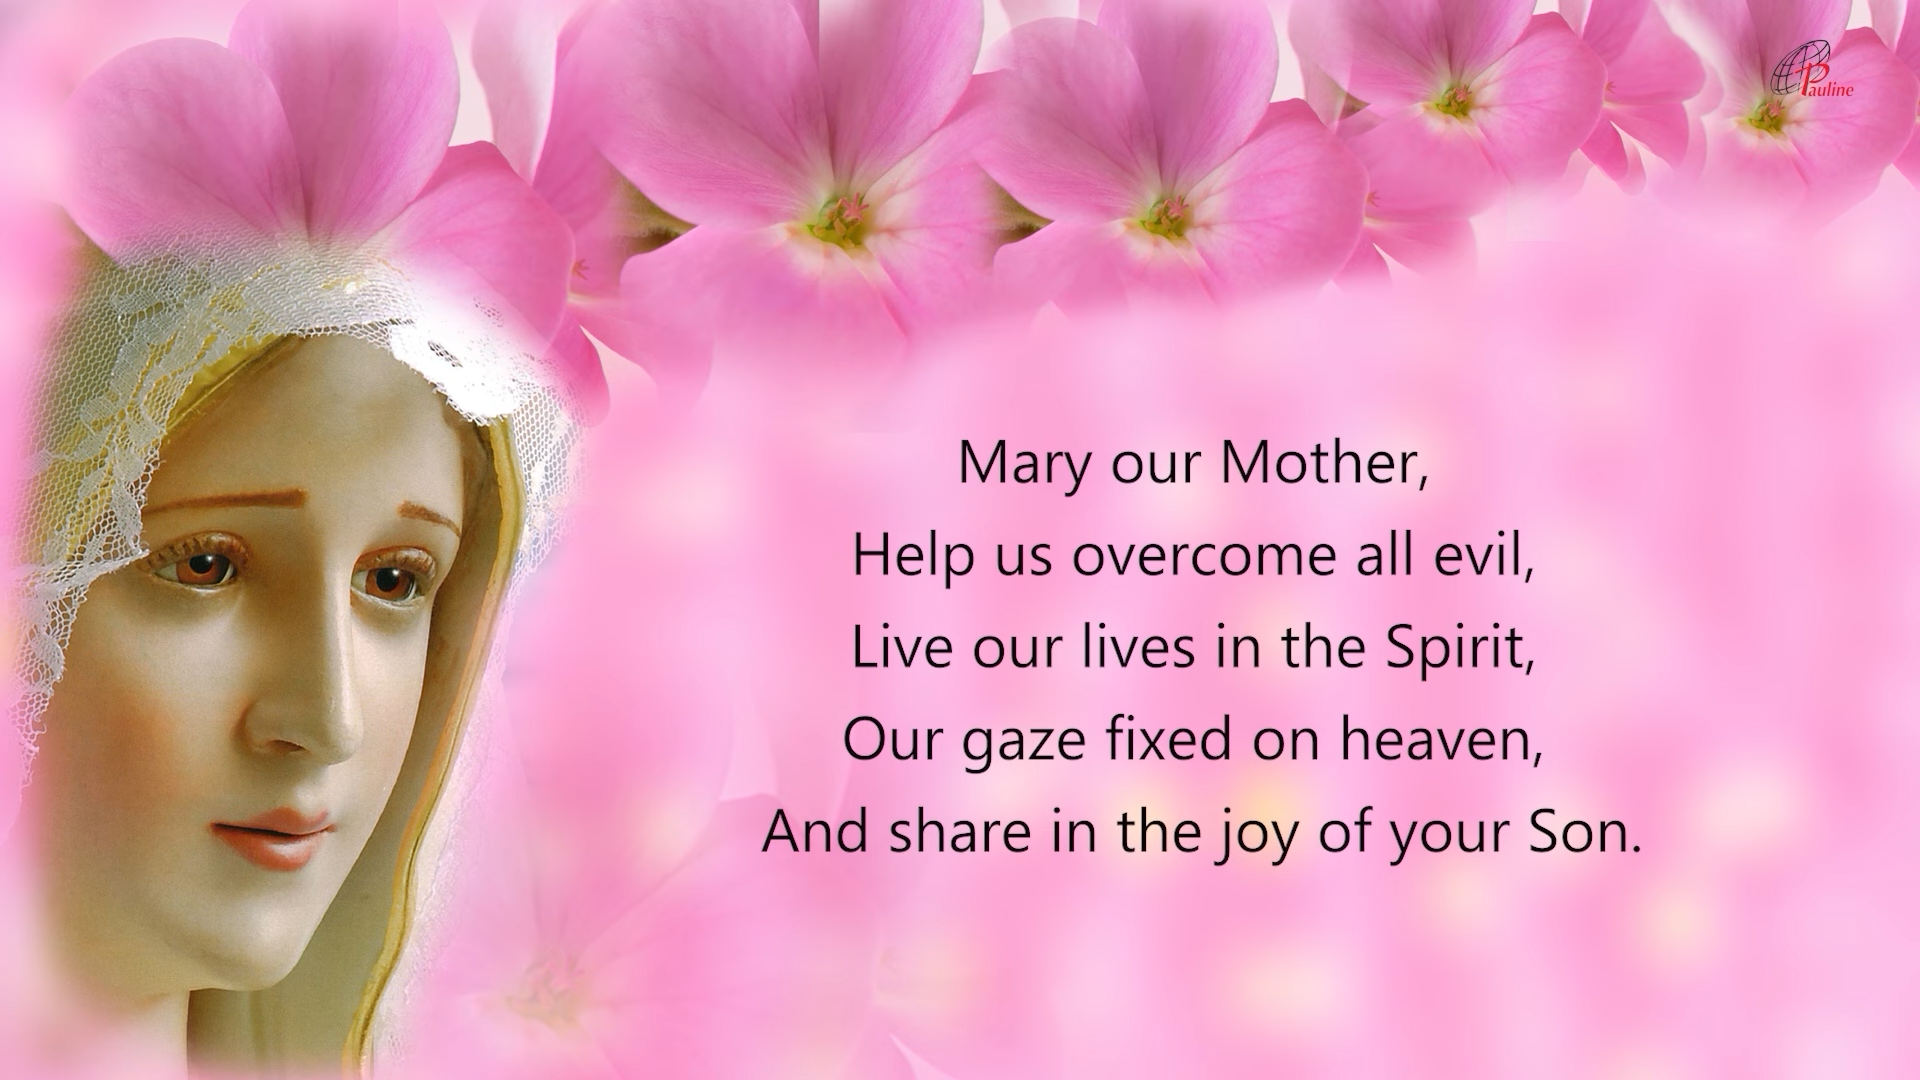 Pauline
Mary our Mother,
Help us overcome all evil,
Live our lives in the Spirit,
Our gaze fixed on heaven,
And share in the joy of your Son.